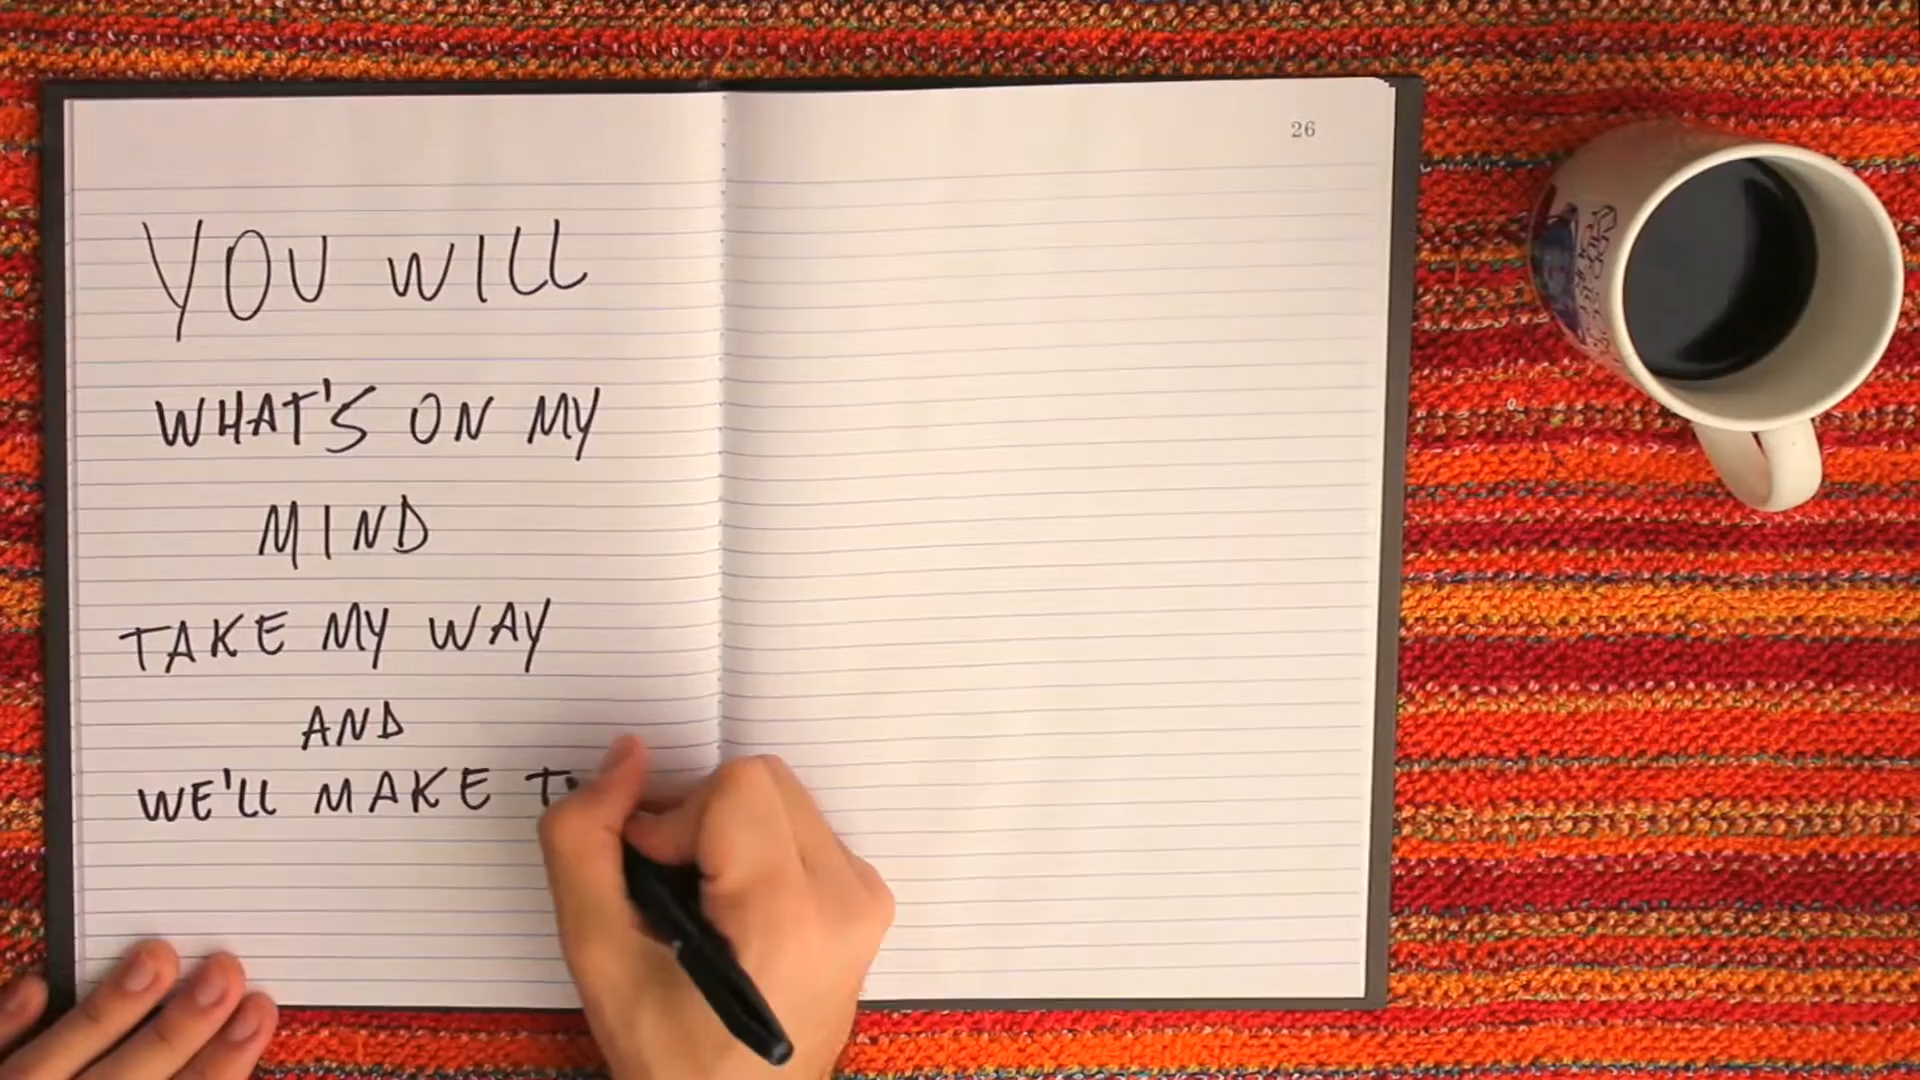 26
YOU WILL
WHAT'S ON MY
MIND
TAKE MY WAY
AND
WE'LL MAKE